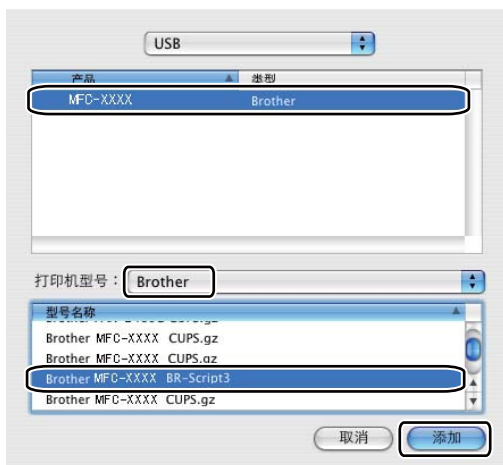 USB
产品 类型
MFC-XXXX Brother
打印机型号： Brother
型号名称
Brother MFC-XXXX CUPS.gz
Brother MFC-XXXX CUPS.gz
Brother MFC-XXXX BR-Script3
Brother MFC-XXXX CUPS.gz
取消 添加